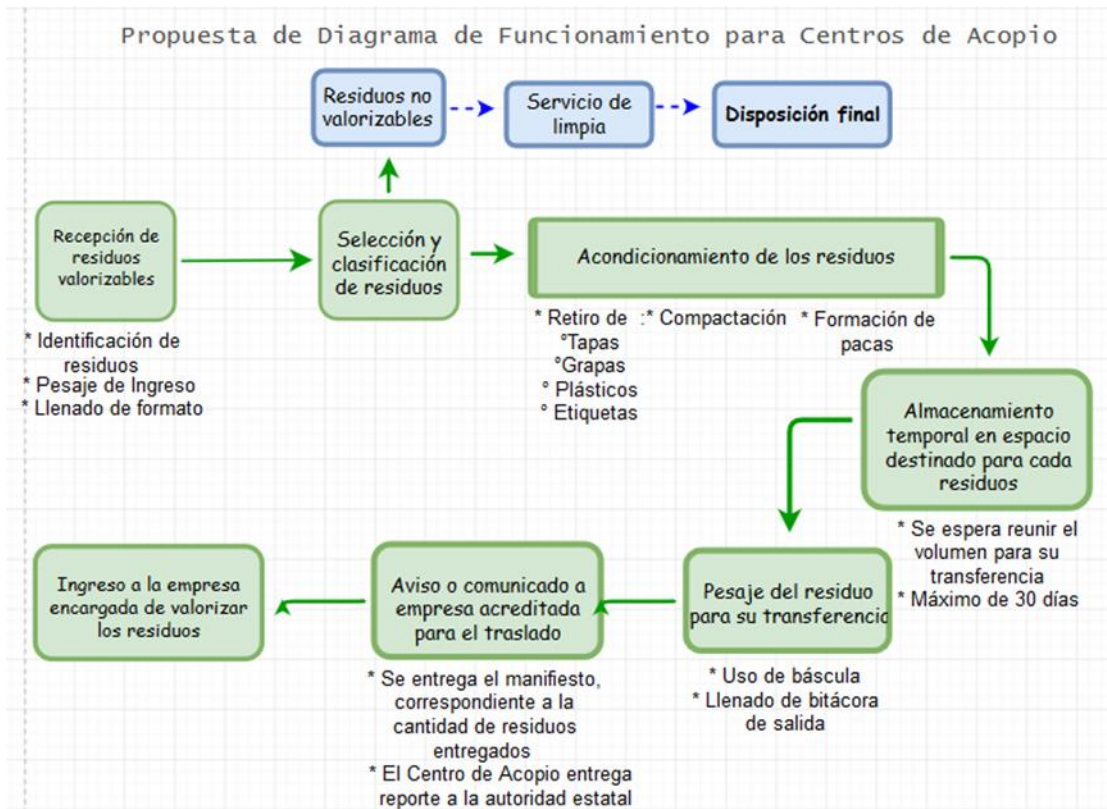 Propuesta de Diagrama de Funcionamiento para Centros de Acopio
Residuos no
valorizables
Servicio de
limpia
Disposición final
Recepción de
residuos
valorizables
* Identificación de
residuos
* Pesaje de Ingreso
* Llenado de formato
Selección y
clasificación
de residuos
Acondicionamiento de los residuos
* Retiro de
°Tapas
°Grapas
° Plásticos
° Etiquetas
:* Compactación
* Formación de
pacas
Almacenamiento
temporal en espacio
destinado para cada
residuos
* Se espera reunir el
volumen para su
transferencia
* Máximo de 30 días
Pesaje del residuo
para su transferencia
* Uso de báscula
* Llenado de bitácora
de salida
Aviso o comunicado a
empresa acreditada
para el traslado
* Se entrega el manifiesto,
correspondiente a la
cantidad de residuos
entregados
* El Centro de Acopio entrega
reporte a la autoridad estatal
Ingreso a la empresa
encargada de valorizar
los residuos